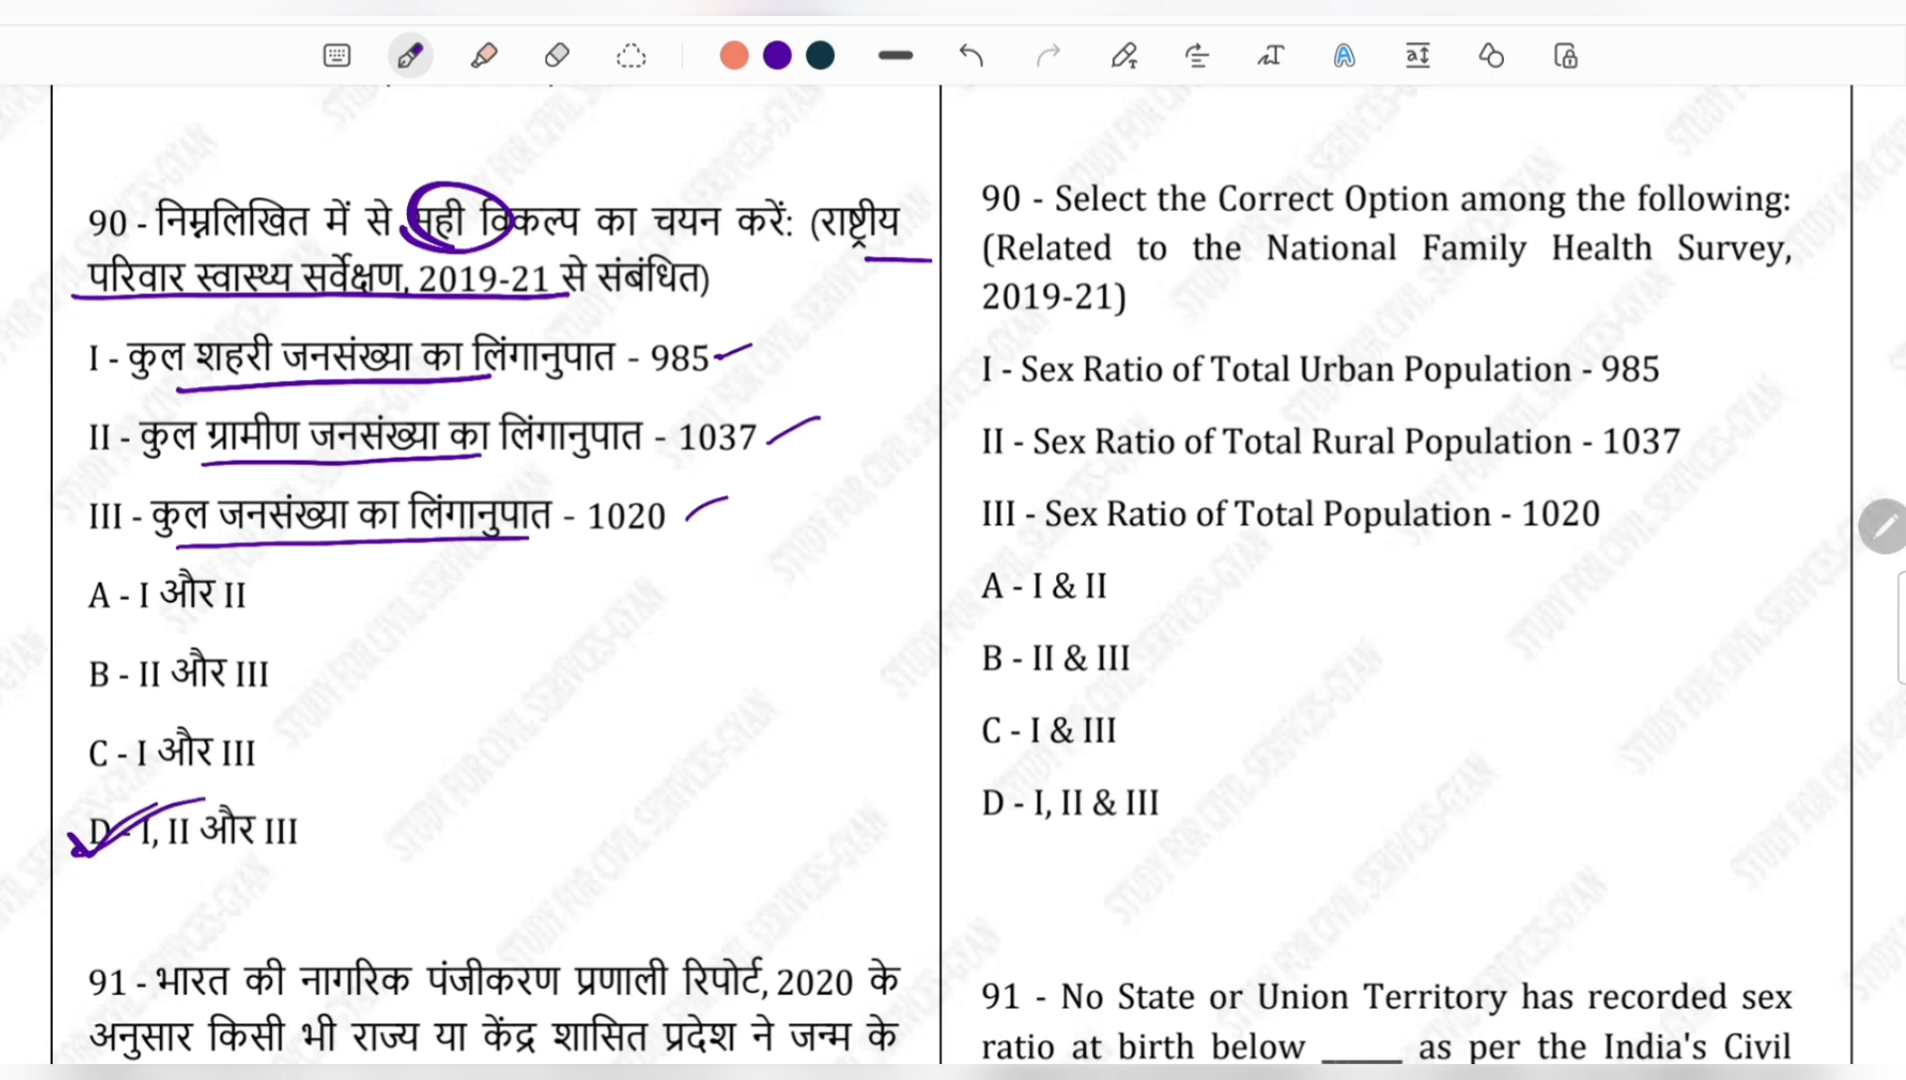 90 - निम्नलिखित में से सही विकल्प का चयन करें: (राष्ट्रीय
परिवार स्वास्थ्य सर्वेक्षण, 2019-21 से संबंधित)
I - कुल शहरी जनसंख्या का लिंगानुपात - 985
II - कुल ग्रामीण जनसंख्या का लिंगानुपात - 1037
III - कुल जनसंख्या का लिंगानुपात - 1020
A - I और II
B - II और III
C - I और III
D - I, II और III
91 - भारत की नागरिक पंजीकरण प्रणाली रिपोर्ट, 2020 के
अनुसार किसी भी राज्य या केंद्र शासित प्रदेश ने जन्म के
90 - Select the Correct Option among the following:
(Related to the National Family Health Survey,
2019-21)
I - Sex Ratio of Total Urban Population - 985
II - Sex Ratio of Total Rural Population - 1037
III - Sex Ratio of Total Population - 1020
A - I & II
B - II & III
C - I & III
D - I, II & III
91 - No State or Union Territory has recorded sex
ratio at birth below _____ as per the India's Civil